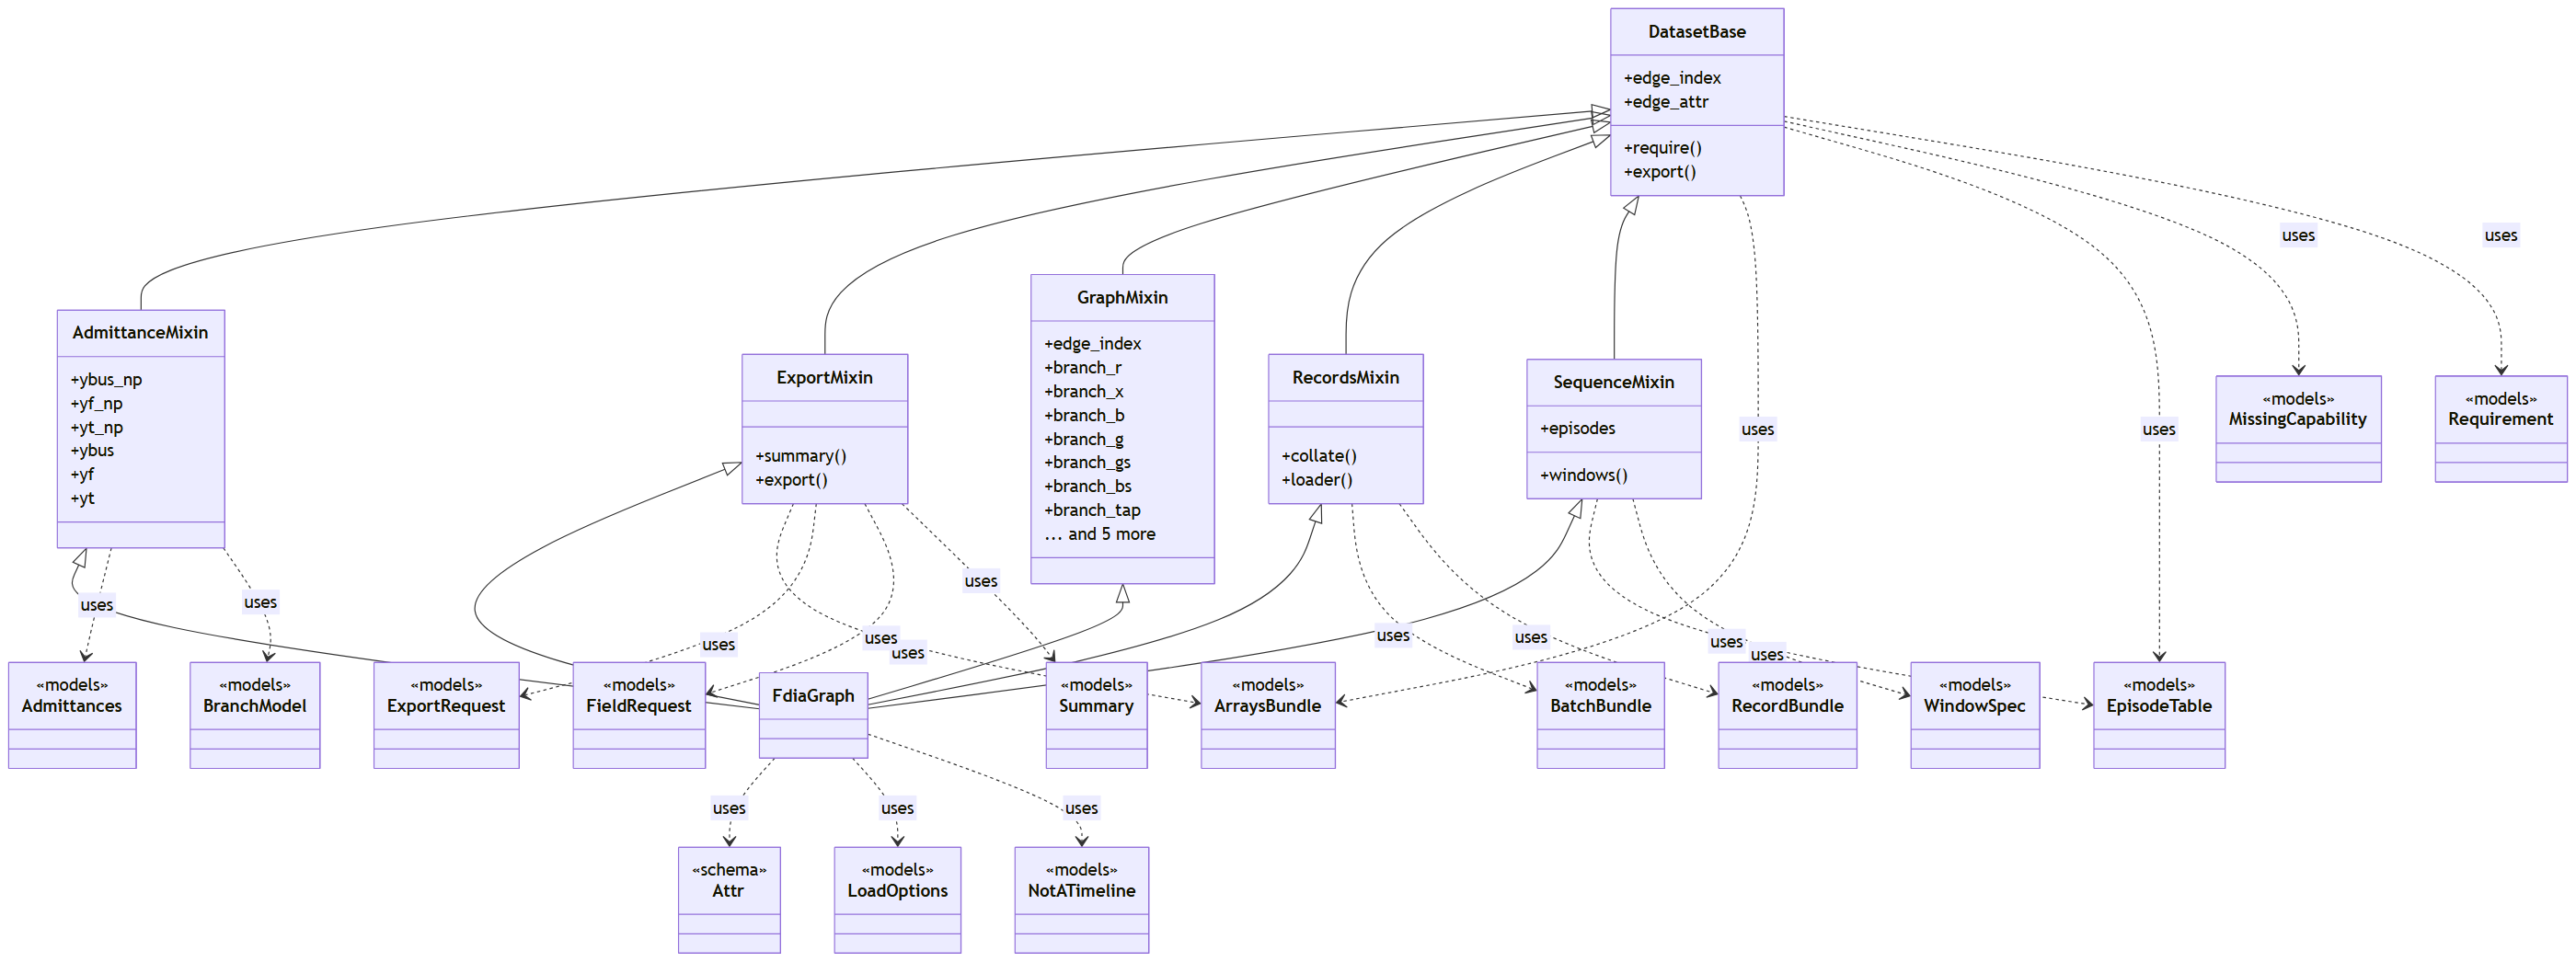 DatasetBase
+edge_index
+edge_attr
+require()
+export()
uses
uses
GraphMixin
+edge_index
+branch_r
+branch_x
+branch_b
+branch_g
+branch_gs
+branch_bs
+branch_tap
... and 5 more
AdmittanceMixin
+ybus_np
+yf_np
+yt_np
+ybus
+yf
+yt
ExportMixin
+summary()
+export()
RecordsMixin
+collate()
+loader()
SequenceMixin
+episodes
+windows()
uses
uses
«models»
MissingCapability
«models»
Requirement
uses
uses
uses
uses
uses
uses
uses
uses
uses
uses
«models»
Admittances
«models»
BranchModel
«models»
ExportRequest
«models»
FieldRequest
FdiaGraph
«models»
Summary
«models»
ArraysBundle
«models»
BatchBundle
«models»
RecordBundle
«models»
WindowSpec
«models»
EpisodeTable
uses
uses
uses
«schema»
Attr
«models»
LoadOptions
«models»
NotATimeline